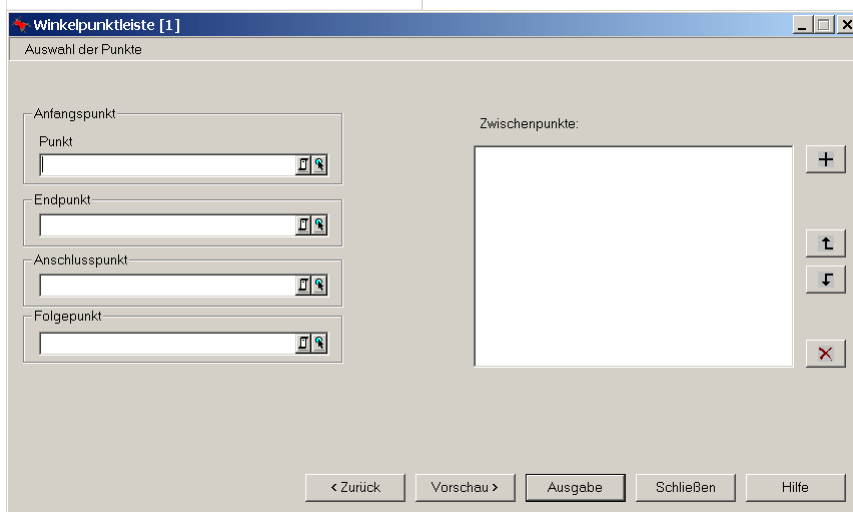 Winkelpunktleiste [1]
Auswahl der Punkte
Anfangspunkt
Punkt
Endpunkt
Anschlusspunkt
Folgepunkt
Zwischenpunkte:
< Zurück Vorschau > Ausgabe Schließen Hilfe